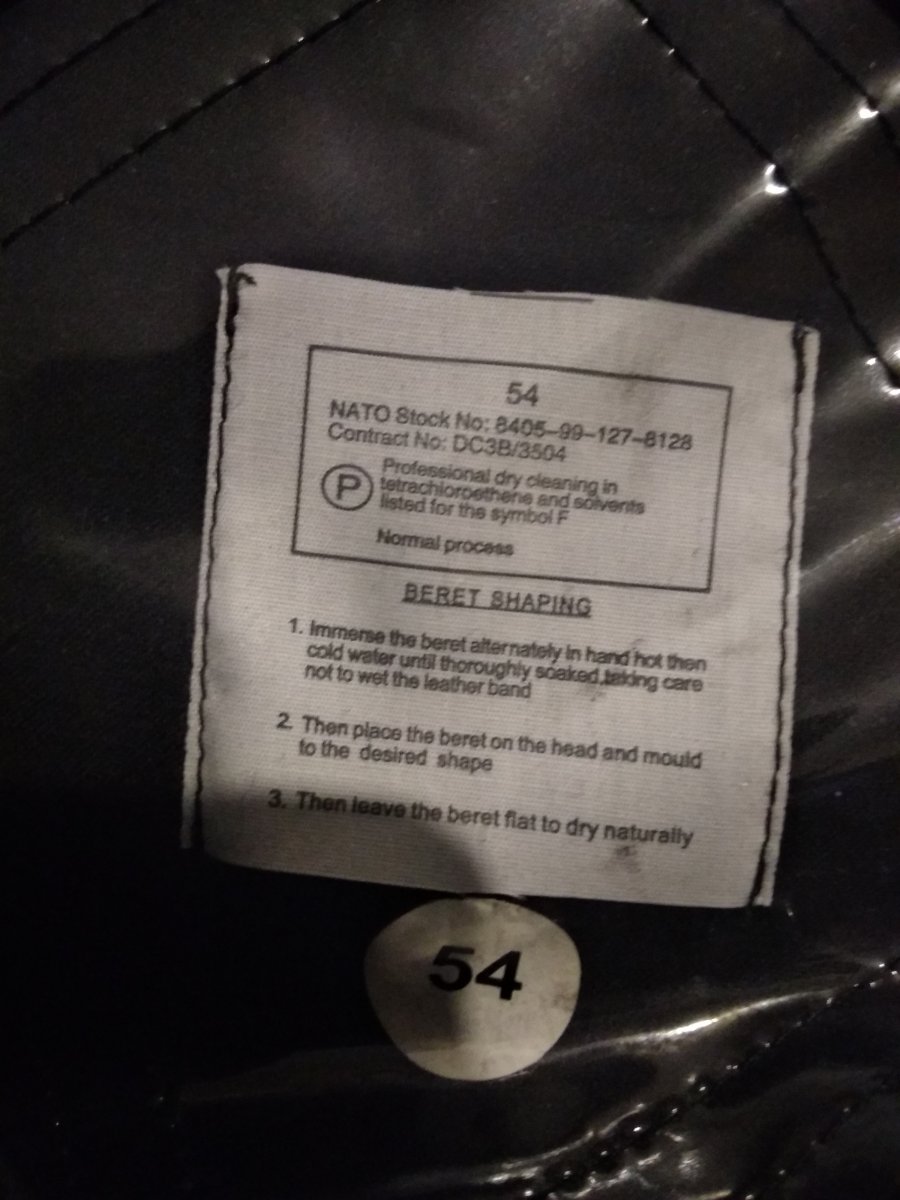 54
NATO Stock No: 8405-99-127-8128
Contract No: DC3B/3504
P
Professional dry cleaning in
tetrachloroethene and solvents
listed for the symbol F
Normal process
BERET SHAPING
1. Immerse the beret alternately in hand hot then
cold water until thoroughly soaked,taking care
not to wet the leather band
2. Then place the beret on the head and mould
to the desired shape
3. Then leave the beret flat to dry naturally
54